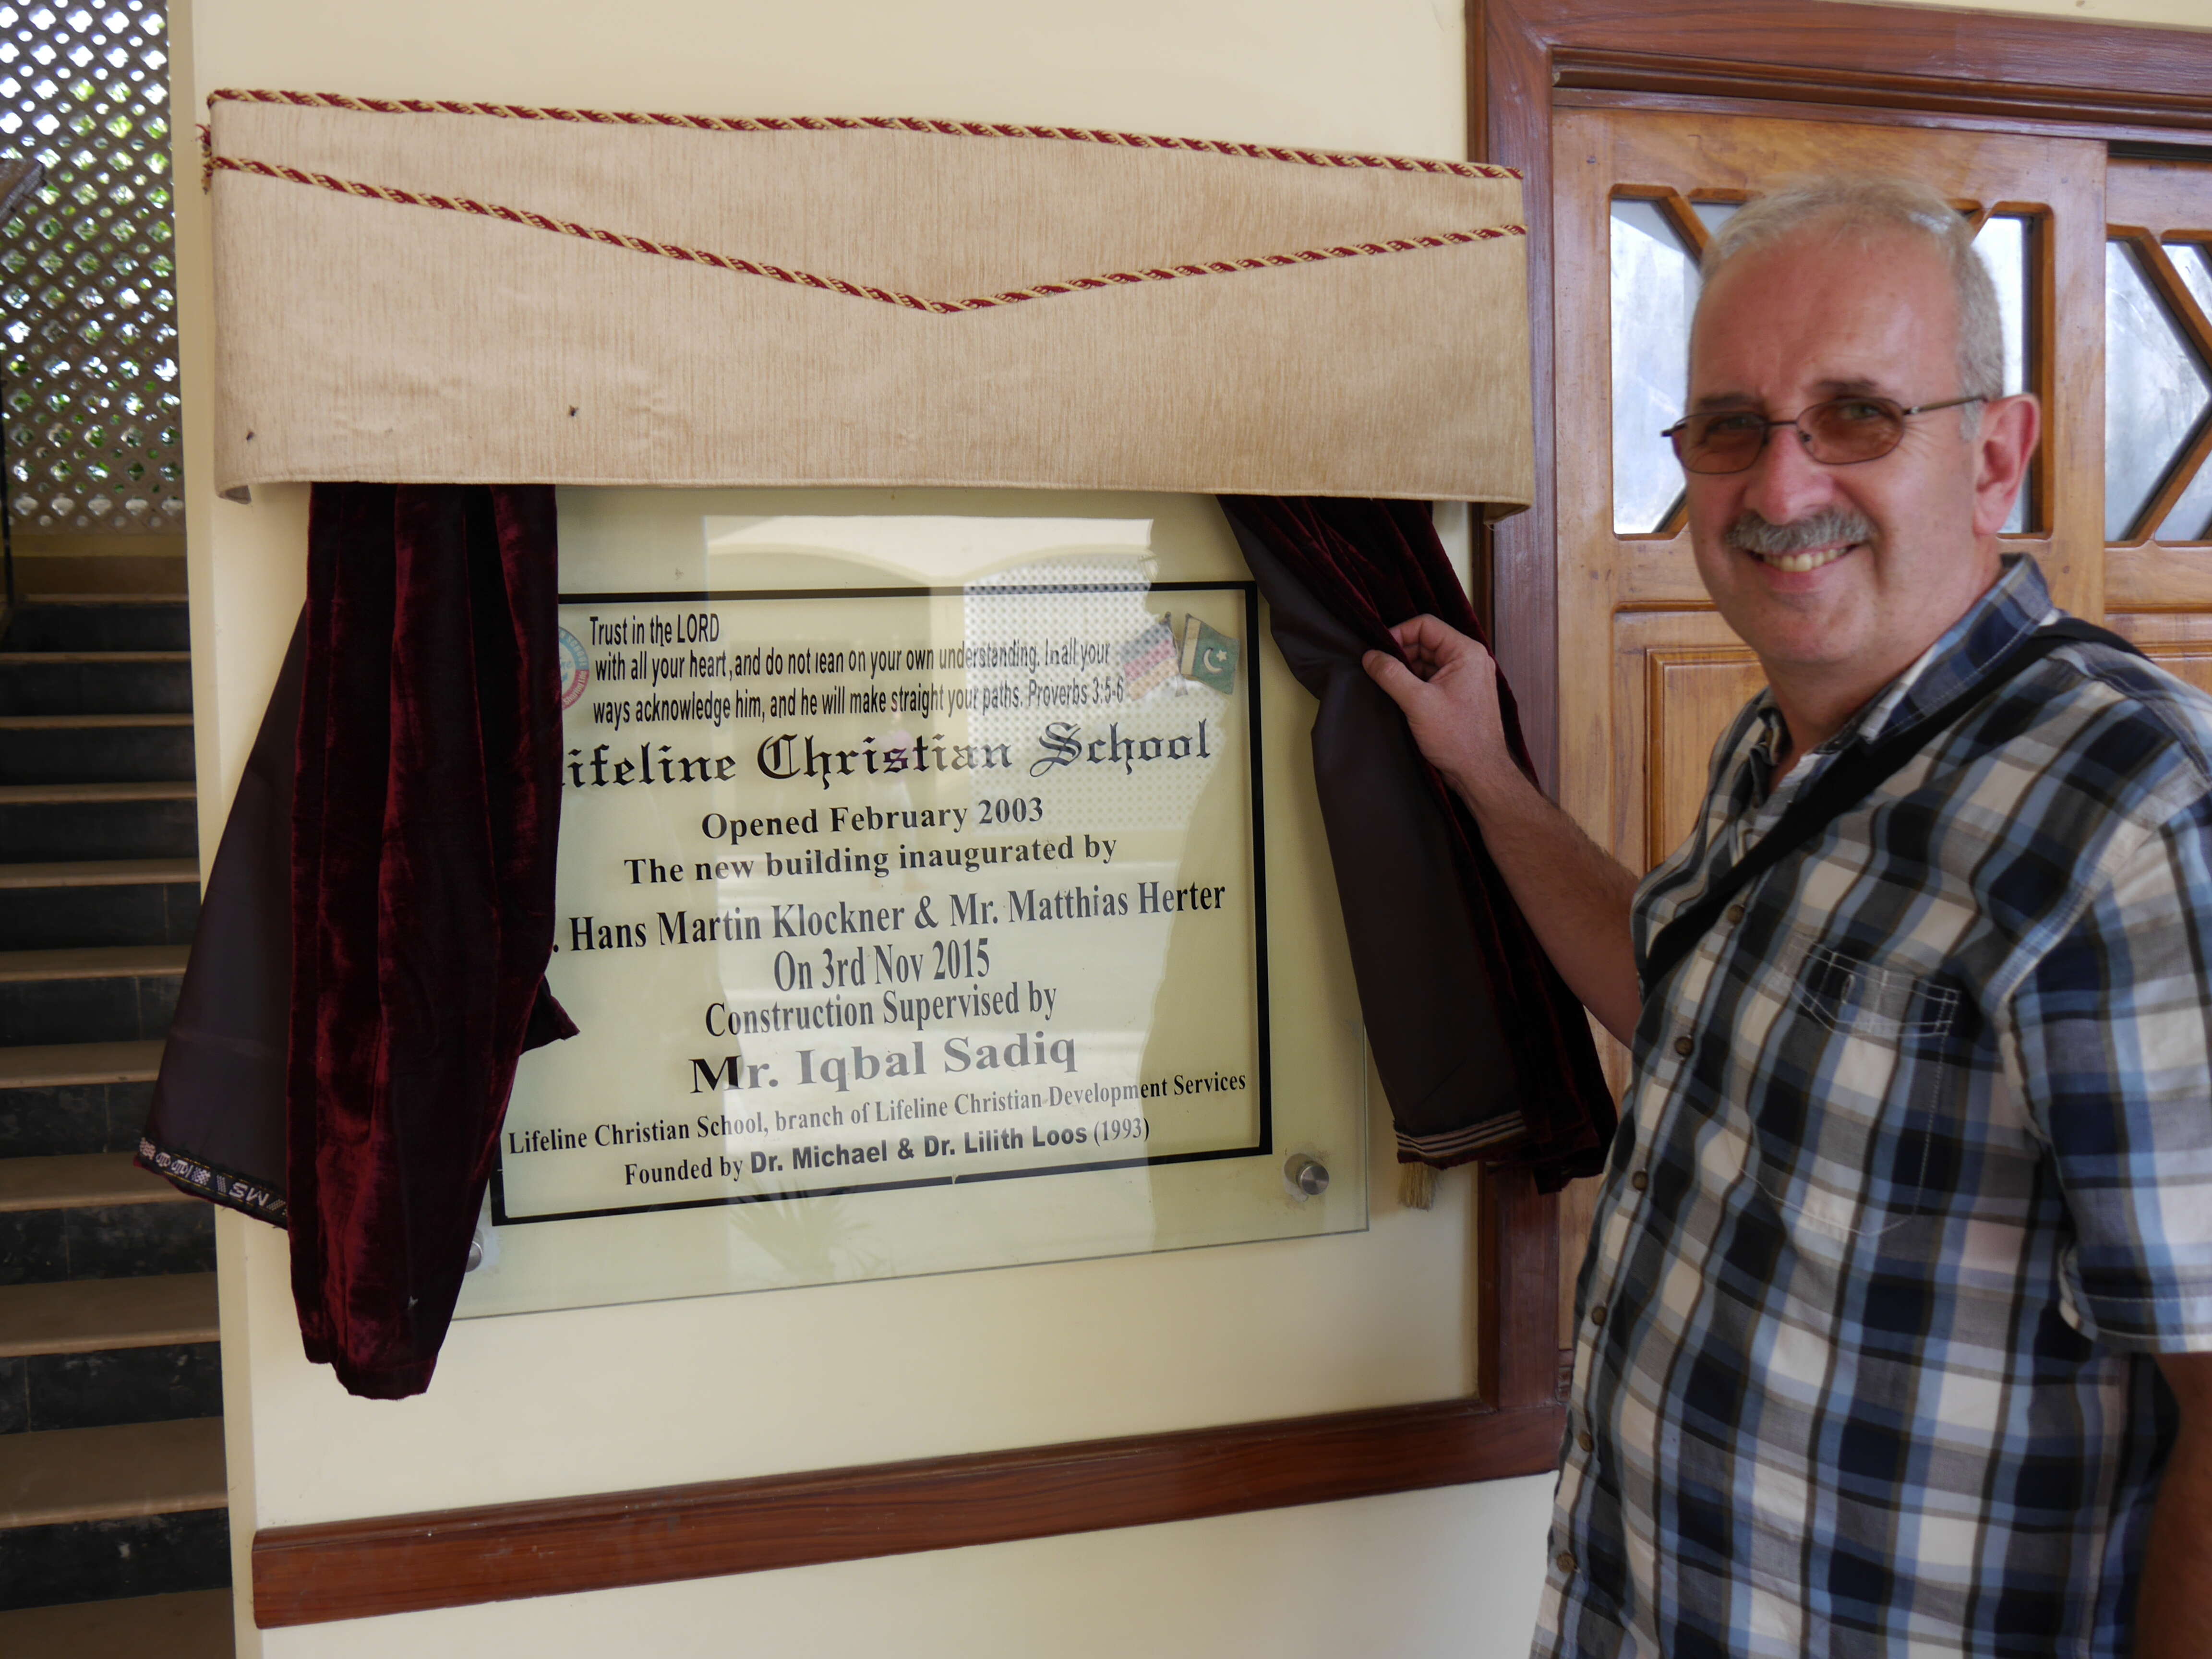 Trust in the LORD
with all your heart, and do not lean on your own understanding. In all your
ways acknowledge him, and he will make straight your paths. Proverbs 3:5-6
ifeline Christian School
Opened February 2003
The new building inaugurated by
. Hans Martin Klockner & Mr. Matthias Herter
On 3rd Nov 2015
Construction Supervised by
Mr. Iqbal Sadiq
Lifeline Christian School, branch of Lifeline Christian Development Services
Founded by Dr. Michael & Dr. Lilith Loos (1993)